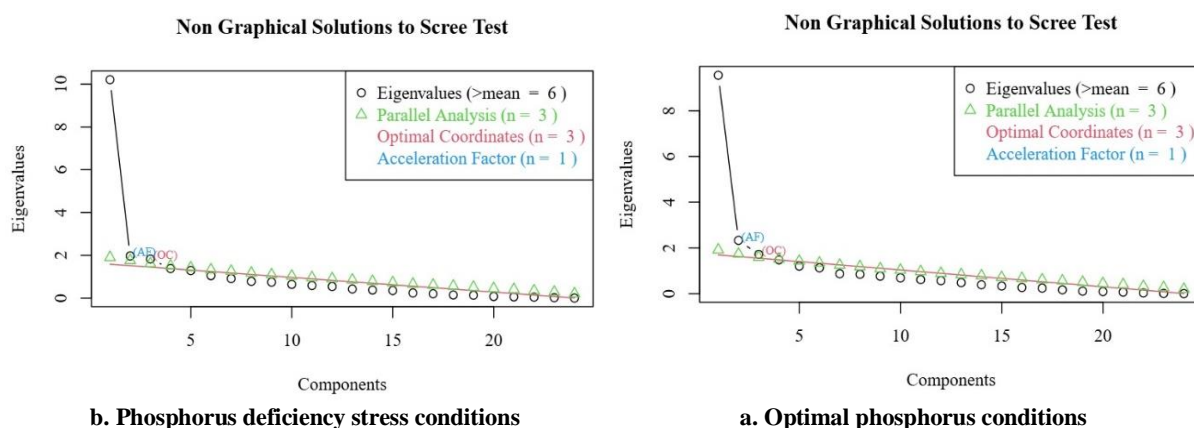 Non Graphical Solutions to Scree Test
Eigenvalues
10
8
6
4
2
0
Eigenvalues (>mean = 6 )
Parallel Analysis (n = 3 )
Optimal Coordinates (n = 3 )
Acceleration Factor (n = 1 )
(AF)
(OC)
5
10
15
20
Components
b. Phosphorus deficiency stress conditions
Non Graphical Solutions to Scree Test
Eigenvalues
8
6
4
2
0
Eigenvalues (>mean = 6 )
Parallel Analysis (n = 3 )
Optimal Coordinates (n = 3 )
Acceleration Factor (n = 1 )
(AF)
(OC)
5
10
15
20
Components
a. Optimal phosphorus conditions